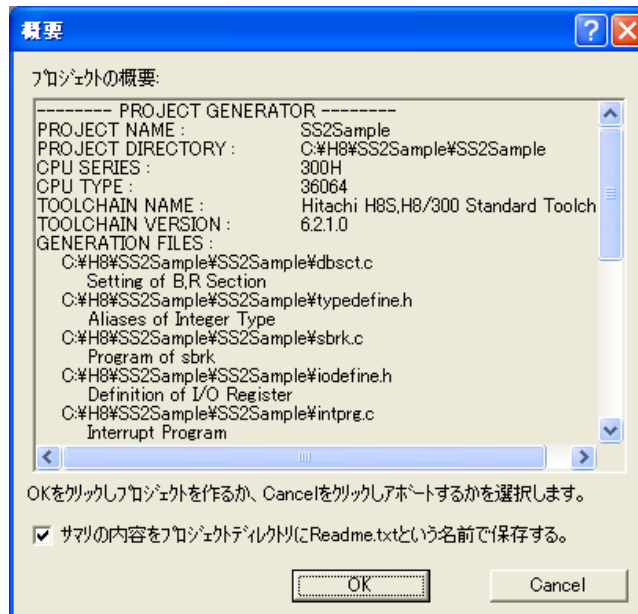 概要
プロジェクトの概要:
-------- PROJECT GENERATOR --------
PROJECT NAME : SS2Sample
PROJECT DIRECTORY : C:¥H8¥SS2Sample¥SS2Sample
CPU SERIES : 300H
CPU TYPE : 36064
TOOLCHAIN NAME : Hitachi H8S,H8/300 Standard Toolch
TOOLCHAIN VERSION : 6.2.1.0
GENERATION FILES :
C:¥H8¥SS2Sample¥SS2Sample¥dbsct.c
Setting of B,R Section
C:¥H8¥SS2Sample¥SS2Sample¥typedefine.h
Aliases of Integer Type
C:¥H8¥SS2Sample¥SS2Sample¥sbrk.c
Program of sbrk
C:¥H8¥SS2Sample¥SS2Sample¥iodefine.h
Definition of I/O Register
C:¥H8¥SS2Sample¥SS2Sample¥intprg.c
Interrupt Program
OKをクリックしプロジェクトを作るか、Cancelをクリックしアボートするかを選択します。
サマリの内容をプロジェクトディレクトリにReadme.txtという名前で保存する。
OK
Cancel